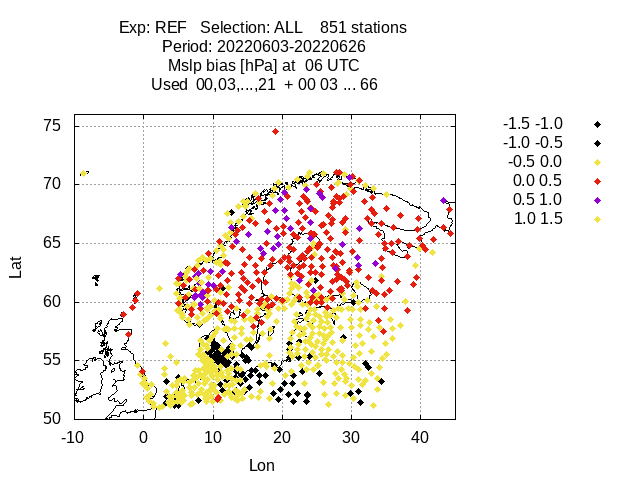 Exp: REF   Selection: ALL    851 stations
Period: 20220603-20220626
Mslp bias [hPa] at  06 UTC
Used  00,03,...,21  + 00 03 ... 66
-1.5 -1.0
-1.0 -0.5
-0.5 0.0
0.0 0.5
0.5 1.0
1.0 1.5
75
70
65
60
55
50
Lat
-10 0 10 20 30 40
Lon